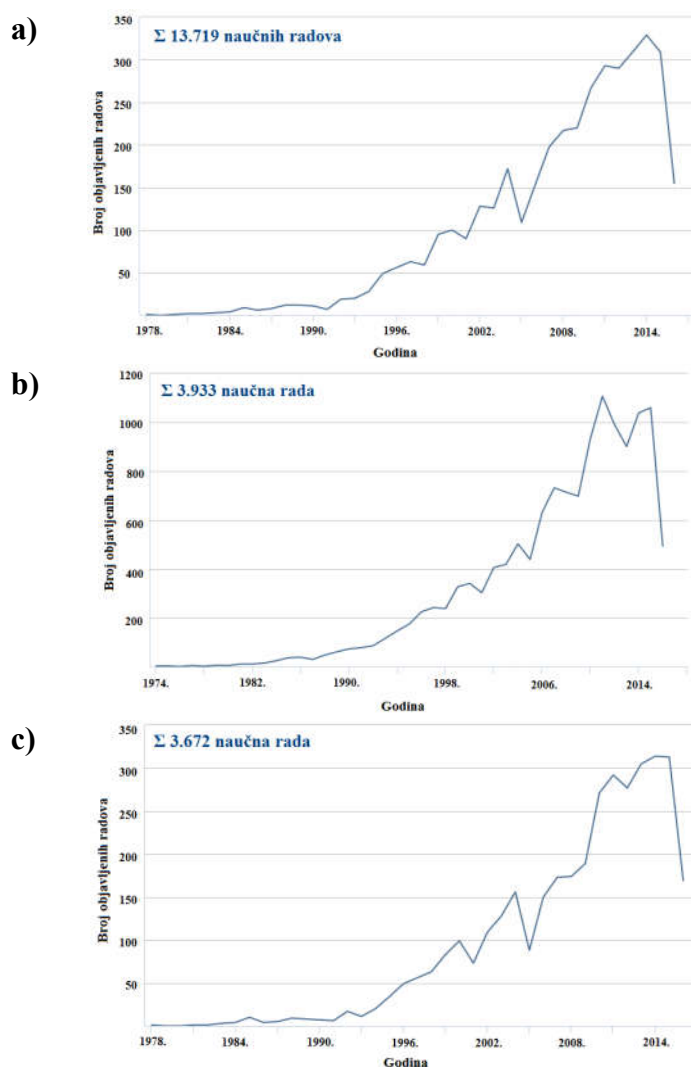 a)
Σ 13.719 naučnih radova
350
300
250
200
150
100
50
Broj objavljenih radova
1978. 1984. 1990. 1996. 2002. 2008. 2014.
Godina
b)
Σ 3.933 naučna rada
1200
1000
800
600
400
200
Broj objavljenih radova
1974. 1982. 1990. 1998. 2006. 2014.
Godina
c)
Σ 3.672 naučna rada
350
300
250
200
150
100
50
Broj objavljenih radova
1978. 1984. 1990. 1996. 2002. 2008. 2014.
Godina